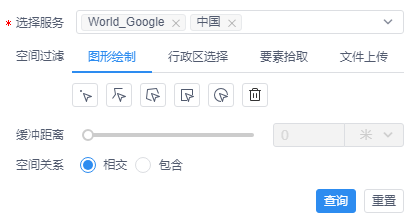 * 选择服务 World_Google × 中国 ×
空间过滤 图形绘制 行政区选择 要素拾取 文件上传
缓冲距离 0 米
空间关系 相交 包含
查询 重置